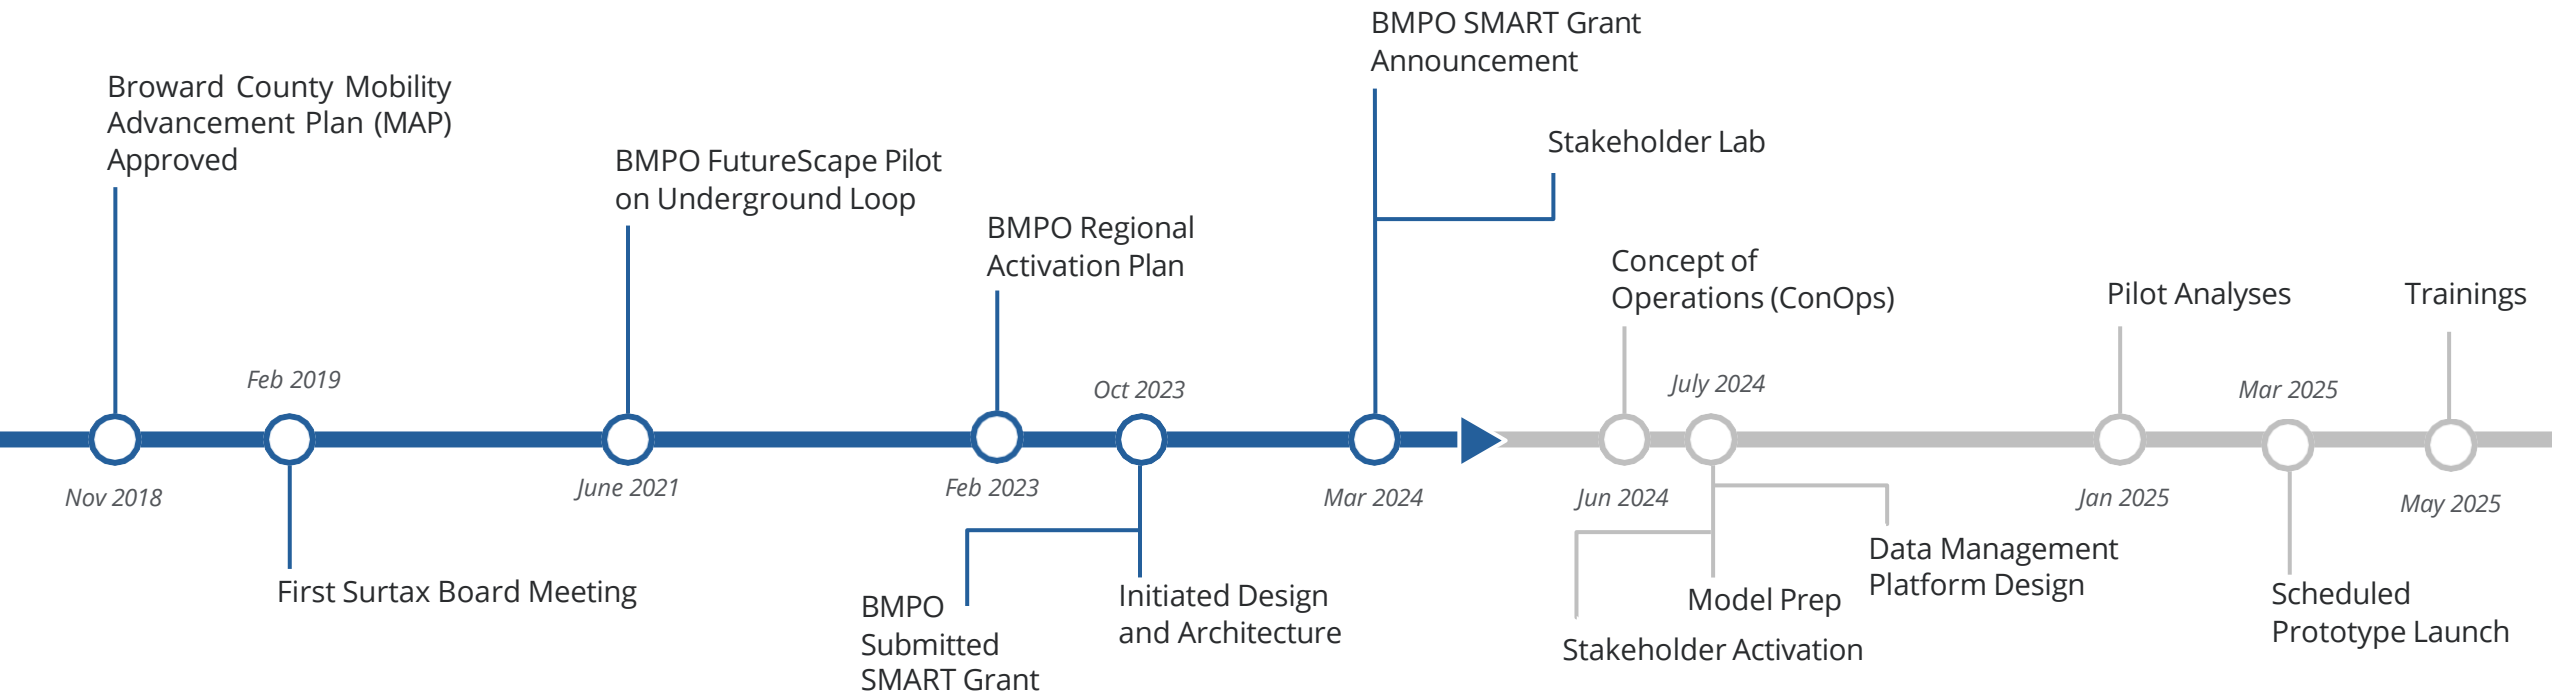 BMPO SMART Grant
Announcement
Broward County Mobility
Advancement Plan (MAP)
Approved
Stakeholder Lab
BMPO FutureScape Pilot
on Underground Loop
BMPO Regional
Activation Plan
Concept of
Operations (ConOps)
Pilot Analyses
Trainings
Feb 2019
Oct 2023
July 2024
Mar 2025
Nov 2018
June 2021
Feb 2023
Mar 2024
Jun 2024
Jan 2025
May 2025
First Surtax Board Meeting
BMPO
Submitted
SMART Grant
Initiated Design
and Architecture
Stakeholder Activation
Model Prep
Data Management
Platform Design
Scheduled
Prototype Launch